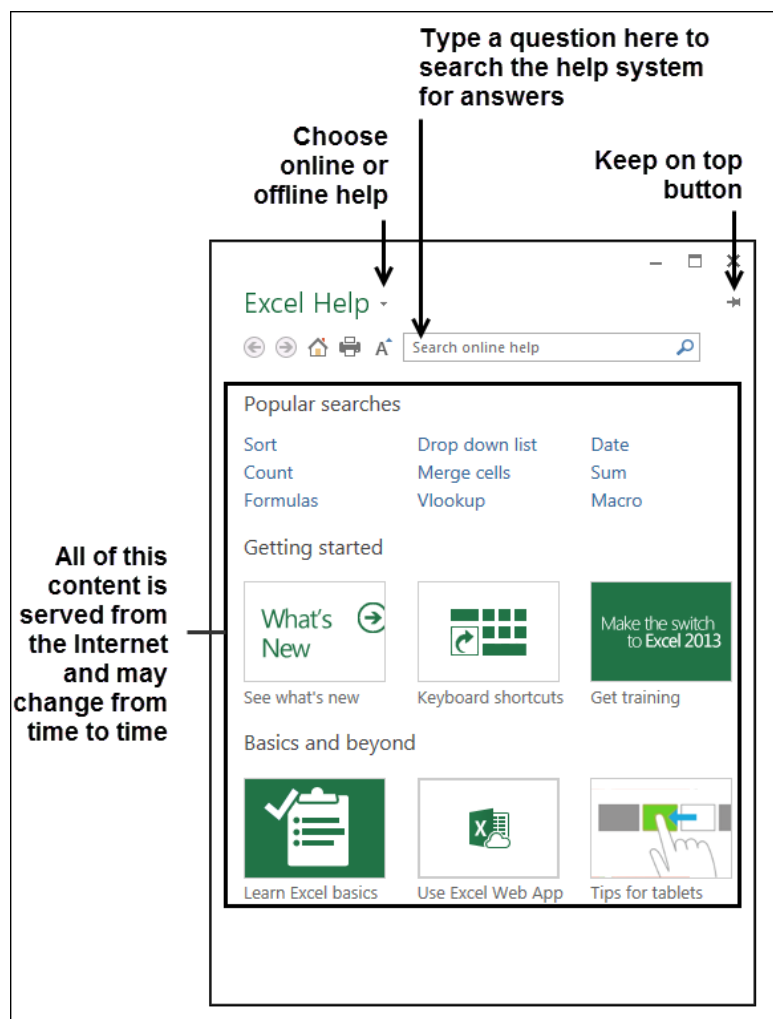 Type a question here to
search the help system
for answers
Choose
online or
offline help
Keep on top
button
Excel Help
A
Search online help
Popular searches
Sort Drop down list Date
Count Merge cells Sum
Formulas Vlookup Macro
Getting started
All of this
content is
served from
the Internet
and may
change from
time to time
What's
New
Make the switch
to Excel 2013
See what's new Keyboard shortcuts Get training
Basics and beyond
X
Learn Excel basics Use Excel Web App Tips for tablets